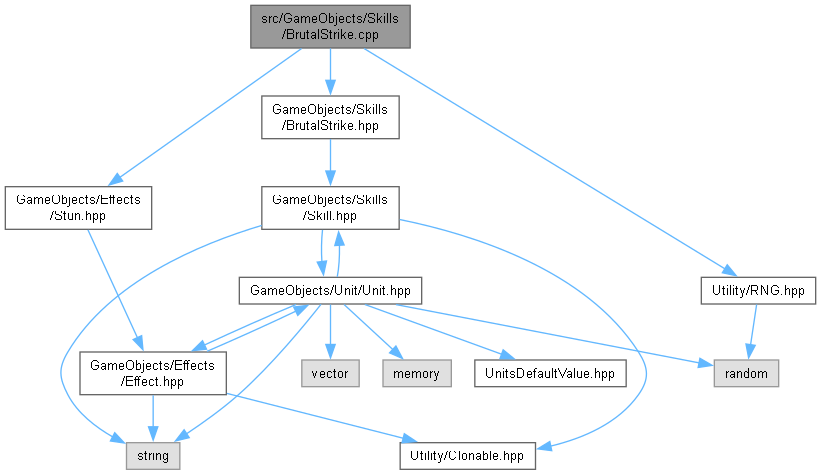 src/GameObjects/Skills
/BrutalStrike.cpp
GameObjects/Skills
/BrutalStrike.hpp
GameObjects/Effects
/Stun.hpp
GameObjects/Skills
/Skill.hpp
GameObjects/Unit/Unit.hpp
Utility/RNG.hpp
GameObjects/Effects
/Effect.hpp
vector
memory
UnitsDefaultValue.hpp
random
string
Utility/Clonable.hpp